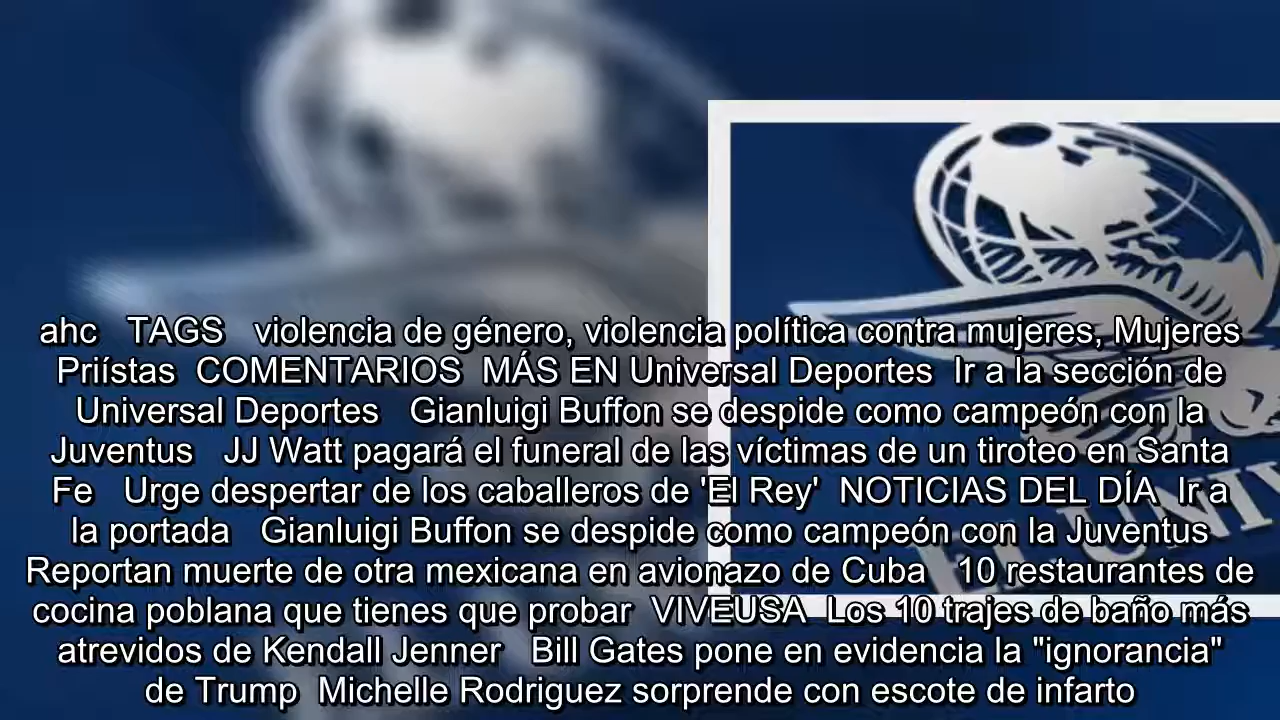 ahc TAGS violencia de género, violencia política contra mujeres, Mujeres
Priístas COMENTARIOS MÁS EN Universal Deportes Ir a la sección de
Universal Deportes Gianluigi Buffon se despide como campeón con la
Juventus JJ Watt pagará el funeral de las víctimas de un tiroteo en Santa
Fe Urge despertar de los caballeros de 'El Rey' NOTICIAS DEL DÍA Ir a
la portada Gianluigi Buffon se despide como campeón con la Juventus
Reportan muerte de otra mexicana en avionazo de Cuba 10 restaurantes de
cocina poblana que tienes que probar VIVEUSA Los 10 trajes de baño más
atrevidos de Kendall Jenner Bill Gates pone en evidencia la "ignorancia"
de Trump Michelle Rodriguez sorprende con escote de infarto
EL UNI